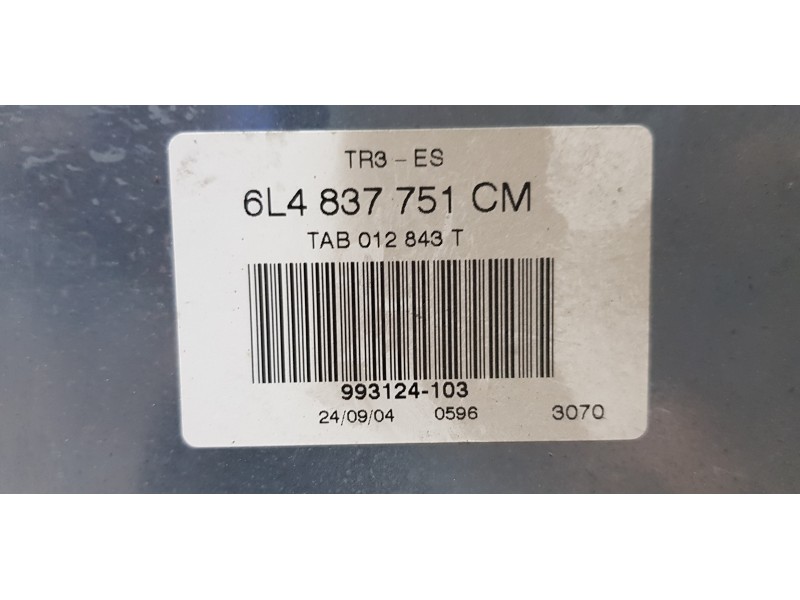 TR3 - ES
6L4 837 751 CM
TAB 012 843 T
993124-103
24/09/04 0596 3070